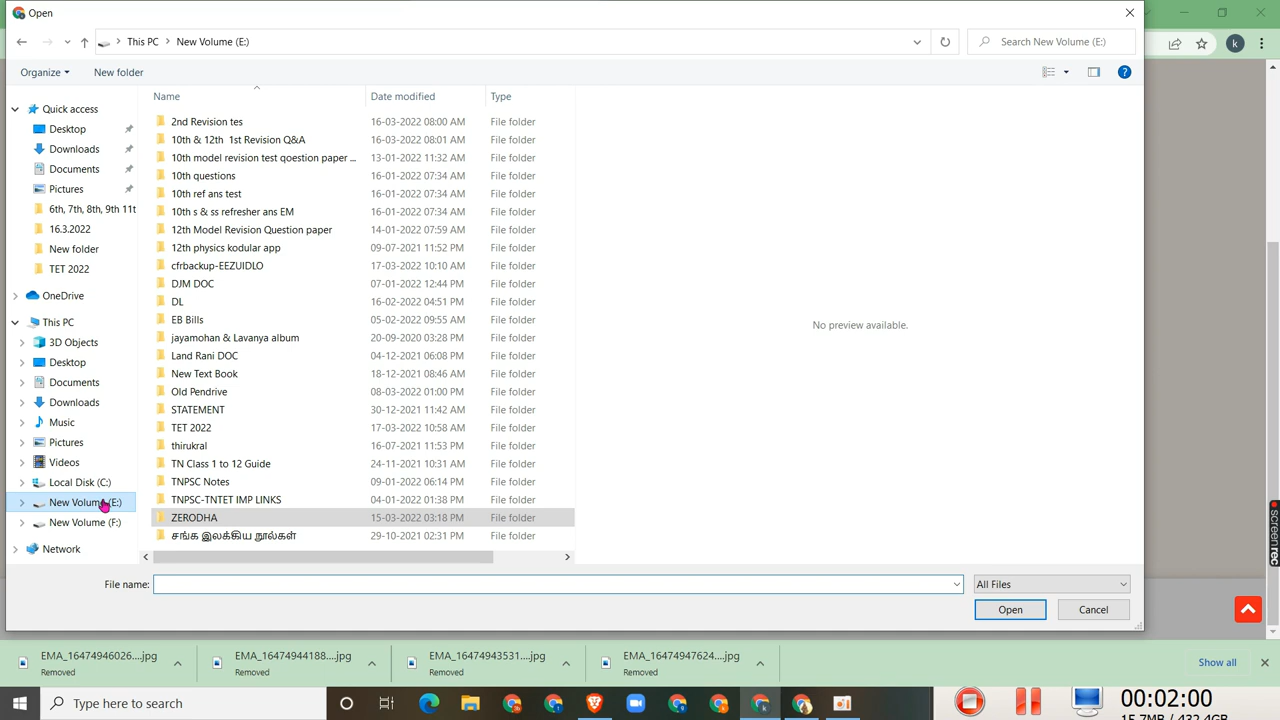 Open
This PC
New Volume (E:)
Search New Volume (E:)
k
Organize
New folder
Name
Date modified
Type
Quick access
Desktop
Downloads
Documents
Pictures
6th, 7th, 8th, 9th 11t
16.3.2022
New folder
TET 2022
OneDrive
This PC
3D Objects
Desktop
Documents
Downloads
Music
Pictures
Videos
Local Disk (C:)
New Volume (E:)
New Volume (F:)
Network
2nd Revision tes 16-03-2022 08:00 AM File folder
10th & 12th 1st Revision Q&A 16-03-2022 08:01 AM File folder
10th model revision test qoestion paper ... 13-01-2022 11:32 AM File folder
10th questions 16-01-2022 07:34 AM File folder
10th ref ans test 16-01-2022 07:34 AM File folder
10th s & ss refresher ans EM 16-01-2022 07:34 AM File folder
12th Model Revision Question paper 14-01-2022 07:59 AM File folder
12th physics kodular app 09-07-2021 11:52 PM File folder
cfrbackup-EEZUIDLO 17-03-2022 10:10 AM File folder
DJM DOC 07-01-2022 12:44 PM File folder
DL 16-02-2022 04:51 PM File folder
EB Bills 05-02-2022 09:55 AM File folder
jayamohan & Lavanya album 20-09-2020 03:28 PM File folder
Land Rani DOC 04-12-2021 06:08 PM File folder
New Text Book 18-12-2021 08:46 AM File folder
Old Pendrive 08-03-2022 01:00 PM File folder
STATEMENT 30-12-2021 11:42 AM File folder
TET 2022 17-03-2022 10:58 AM File folder
thirukral 16-07-2021 11:53 PM File folder
TN Class 1 to 12 Guide 24-11-2021 10:31 AM File folder
TNPSC Notes 09-01-2022 06:14 PM File folder
TNPSC-TNTET IMP LINKS 04-01-2022 01:38 PM File folder
ZERODHA 15-03-2022 03:18 PM File folder
சங்க இலக்கிய நூல்கள் 29-10-2021 02:31 PM File folder
No preview available.
File name:
All Files
Open
Cancel
screenrec
EMA_16474946026....jpg
Removed
EMA_16474944188....jpg
Removed
EMA_16474943531....jpg
Removed
EMA_16474947624....jpg
Removed
Show all
Type here to search
00:02:00
15.7MB / 432.4GB